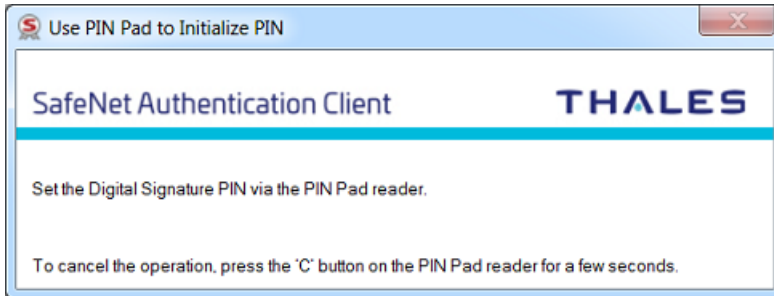 Use PIN Pad to Initialize PIN
SafeNet Authentication Client
THALES
Set the Digital Signature PIN via the PIN Pad reader.
To cancel the operation, press the 'C' button on the PIN Pad reader for a few seconds.